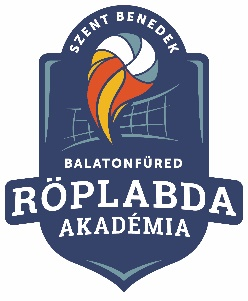 SZENT BENEDEK
BALATONFÜRED
RÖPLABDA
AKADÉMIA